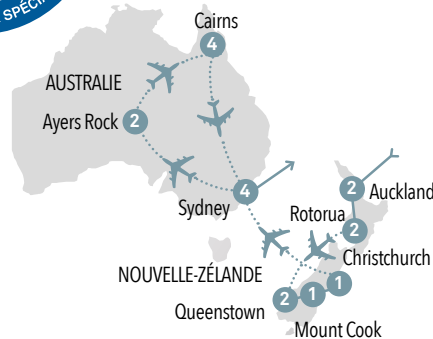 SPÉCI
Cairns
4
AUSTRALIE
Ayers Rock 2
4
Sydney
2 Auckland
Rotorua
2
Christchurch
NOUVELLE-ZÉLANDE
1
1
2
Queenstown
Mount Cook